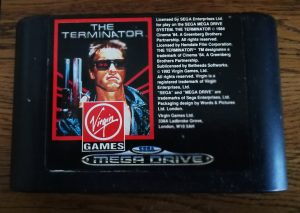 THE
TERMINATOR
Virgin
GAMES
Licensed by SEGA Enterprises Ltd.
for play on the SEGA MEGA DRIVE
SYSTEM. THE TERMINATOR © 1984
Cinema '84. A Greenberg Brothers
Partnership. All rights reserved.
Licensed by Hemdale Film Corporation.
THE TERMINATOR™ TM designates a
trademark of Cinema '84. A Greenberg
Brothers Partnership.
Sublicensed by Bethesda Softworks.
© 1992 Virgin Games, Ltd.
All rights reserved. Virgin is a
registered trademark of Virgin
Enterprises, Ltd.
"SEGA" and "MEGA DRIVE" are
trademarks of Sega Enterprises Ltd.
Packaging design by Words & Pictures
Ltd. London.
Virgin Games Ltd.
338A Ladbroke Grove,
London, W10 5AH
SEGA
MEGA DRIVE